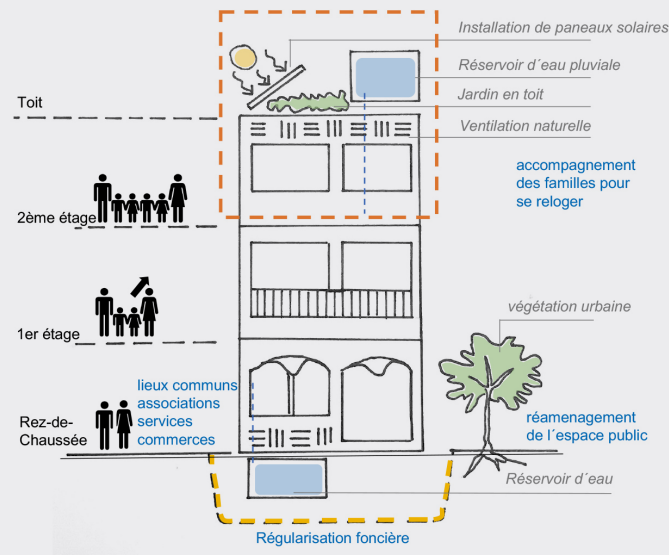 Installation de paneaux solaires
Réservoir d´eau pluviale
Jardin en toit
Toit
Ventilation naturelle
accompagnement
des familles pour
se reloger
2ème étage
végétation urbaine
1er étage
lieux communs
associations
services
commerces
Rez-de-
Chaussée
réamenagement
de l´espace public
Réservoir d´eau
Régularisation foncière